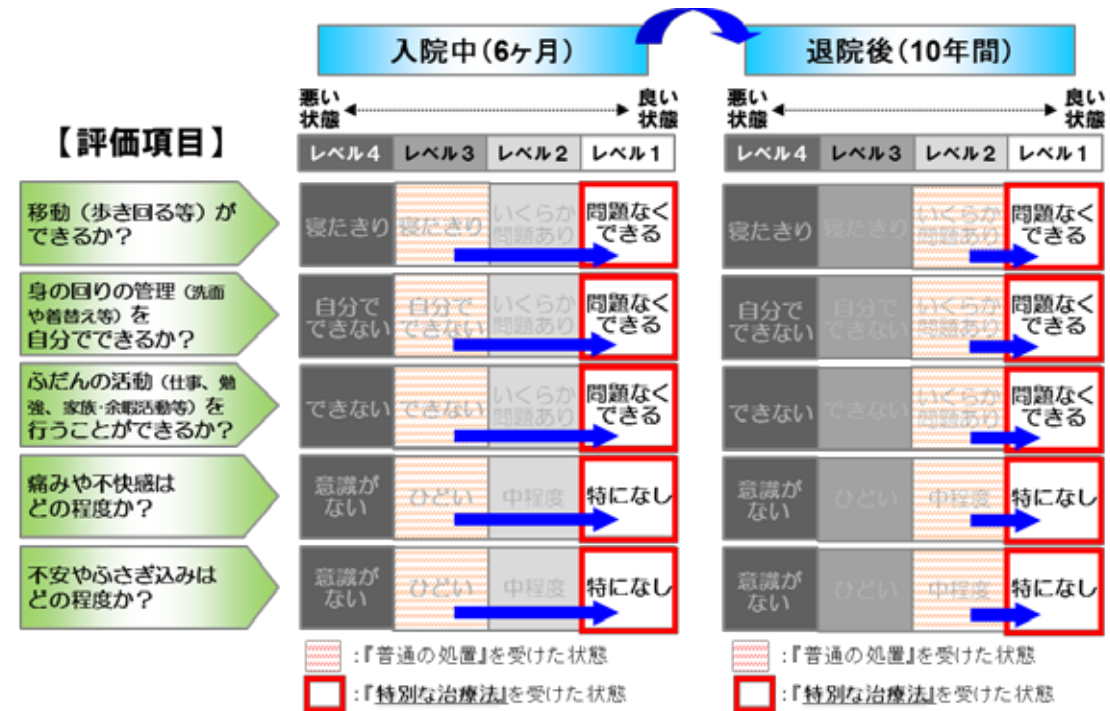 入院中(6ヶ月)
退院後(10年間)
悪い
状態
良い
状態
悪い
状態
良い
状態
【評価項目】
レベル4 レベル3 レベル2 レベル1
レベル4 レベル3 レベル2 レベル1
移動(歩き回る等)が
できるか?
寝たきり 寝たきり いくらか
問題あり 問題なく
できる
寝たきり 寝たきり いくらか
問題あり 問題なく
できる
身の回りの管理(洗面
や着替え等)を
自分でできるか?
自分で
できない 自分で
できない いくらか
問題あり 問題なく
できる
自分で
できない 自分で
できない いくらか
問題あり 問題なく
できる
ふだんの活動(仕事、勉
強、家族・余暇活動等)を
行うことができるか?
できない できない いくらか
問題あり 問題なく
できる
できない できない いくらか
問題あり 問題なく
できる
痛みや不快感は
どの程度か?
意識が
ない ひどい 中程度 特になし
意識が
ない ひどい 中程度 特になし
不安やふさぎ込みは
どの程度か?
意識が
ない ひどい 中程度 特になし
意識が
ない ひどい 中程度 特になし
:『普通の処置』を受けた状態
:『特別な治療法』を受けた状態
:『普通の処置』を受けた状態
:『特別な治療法』を受けた状態